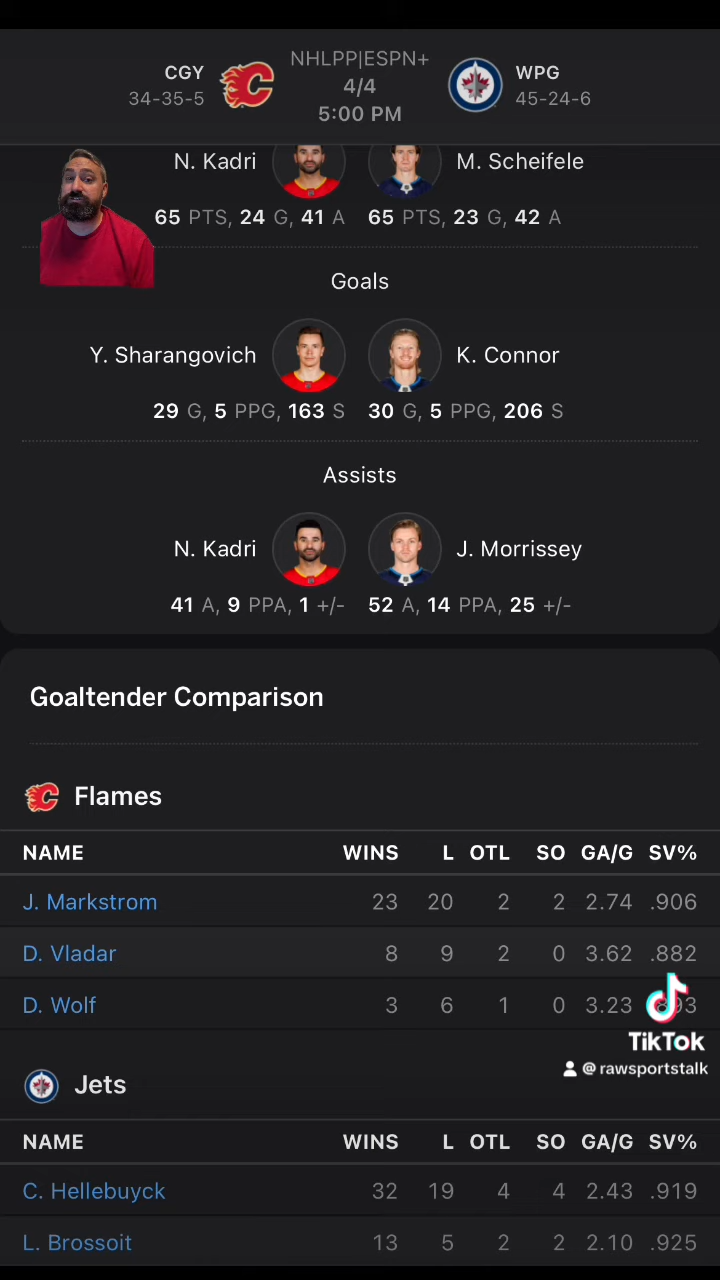 NHLPP|ESPN+
CGY 4/4 WPG
34-35-5 5:00 PM 45-24-6
N. Kadri M. Scheifele
65 PTS, 24 G, 41 A 65 PTS, 23 G, 42 A
Goals
Y. Sharangovich K. Connor
29 G, 5 PPG, 163 S 30 G, 5 PPG, 206 S
Assists
N. Kadri J. Morrissey
41 A, 9 PPA, 1 +/- 52 A, 14 PPA, 25 +/-
Goaltender Comparison
Flames
NAME WINS L OTL SO GA/G SV%
J. Markstrom 23 20 2 2 2.74 .906
D. Vladar 8 9 2 0 3.62 .882
D. Wolf 3 6 1 0 3.23
TikTok
@rawsportstalk
Jets
NAME WINS L OTL SO GA/G SV%
C. Hellebuyck 32 19 4 4 2.43 .919
L. Brossoit 13 5 2 2 2.10 .925